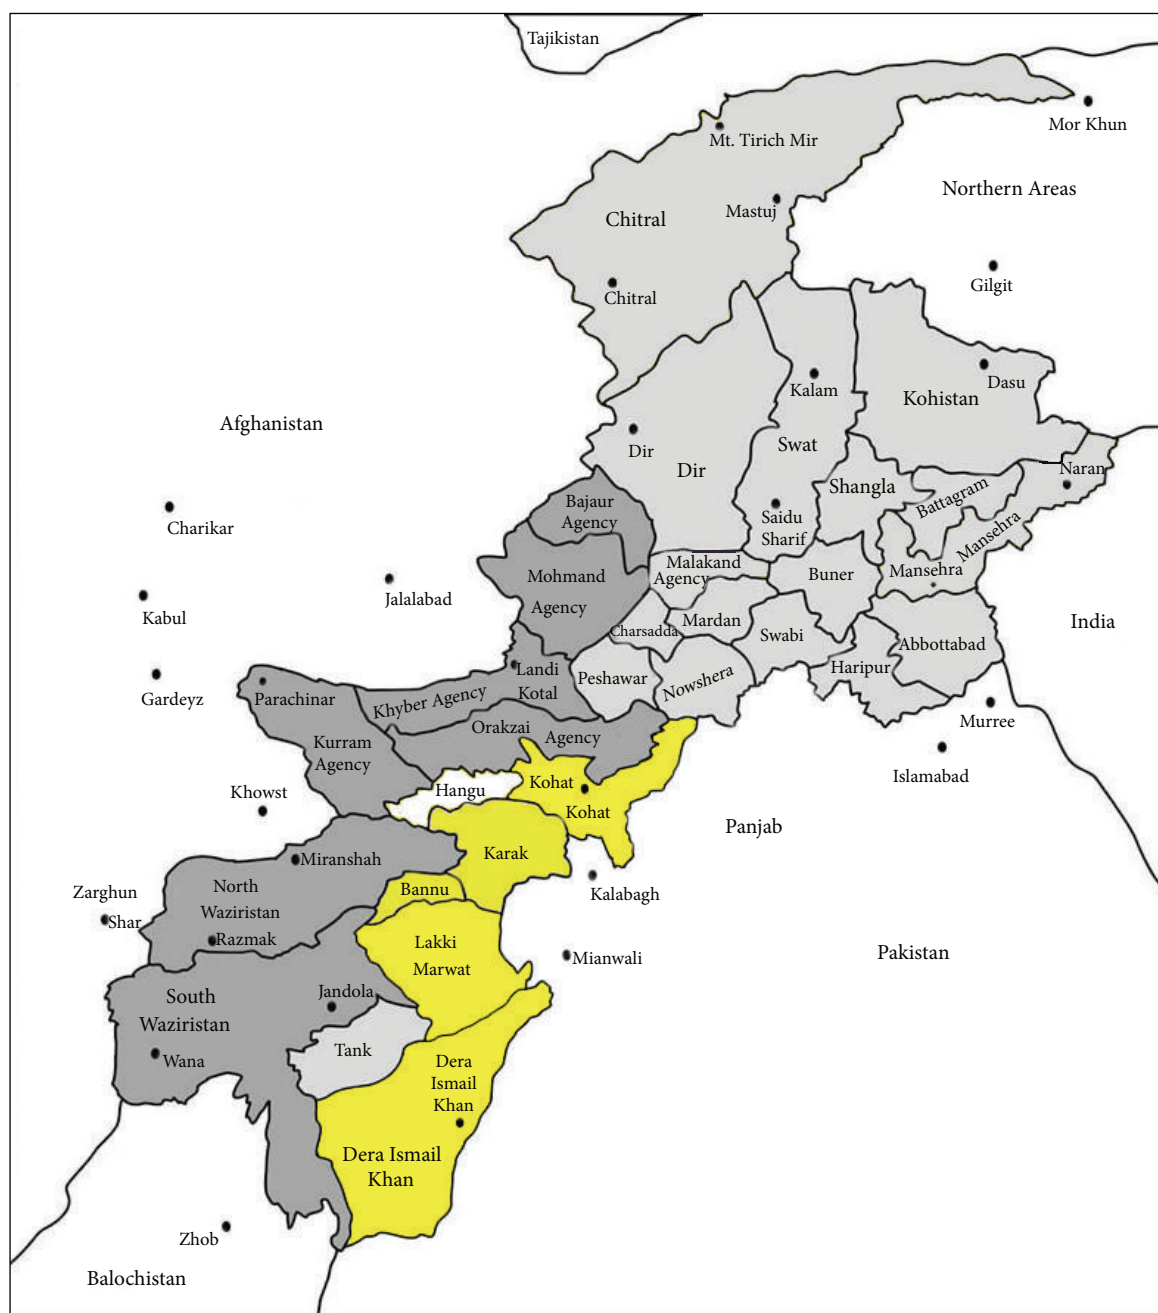 Tajikistan
Mor Khun
Mt. Tirich Mir
Northern Areas
Mastuj
Chitral
Gilgit
Chitral
Dasu
Kalam
Kohistan
Afghanistan
Swat
Dir
Dir
Naran
Shangla
Battagram
Bajaur
Agency
Charikar
Saidu
Sharif
Mansehra
Malakand
Agency
Buner
Mansehra
Mohmand
Agency
Jalalabad
Kabul
Mardan
Charsadda
Swabi
India
Abbottabad
Haripur
Landi
Kotal
Peshawar
Nowshera
Gardeyz
Parachinar
Khyber Agency
Murree
Orakzai
Agency
Kurram
Agency
Islamabad
Kohat
Hangu
Khowst
Kohat
Panjab
Karak
Miranshah
Kalabagh
Bannu
North
Waziristan
Zarghun
Shar
Razmak
Lakki
Marwat
Mianwali
Pakistan
South
Waziristan
Jandola
Tank
Wana
Dera
Ismail
Khan
Dera Ismail
Khan
Zhob
Balochistan